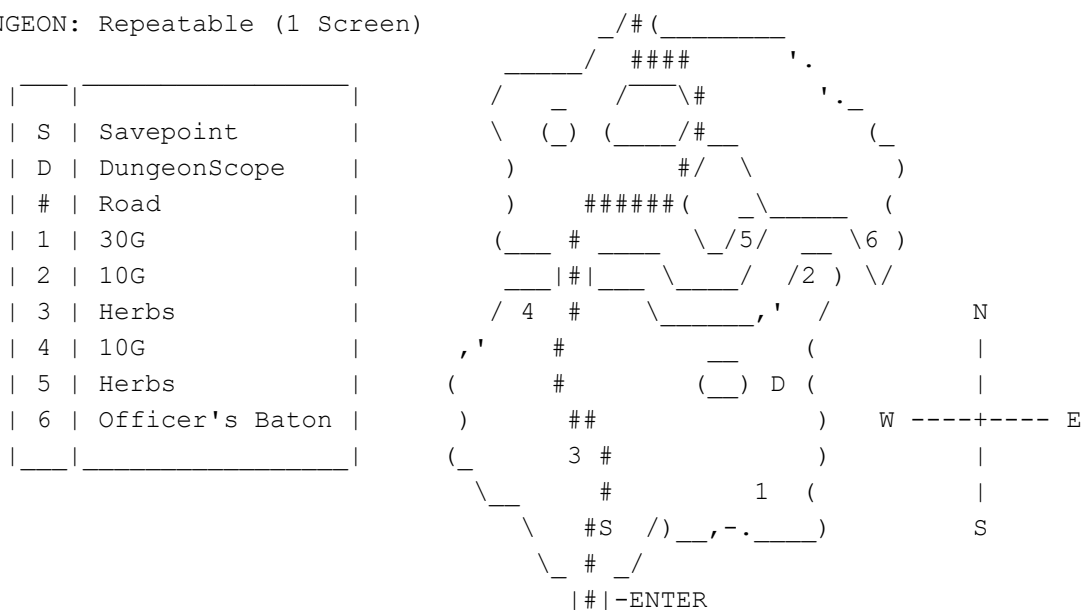 NGEON: Repeatable (1 Screen)
S Savepoint
D DungeonScope
# Road
1 30G
2 10G
3 Herbs
4 10G
5 Herbs
6 Officer's Baton
5 6
2
4 N
D
W E
3
1
S S
ENTER